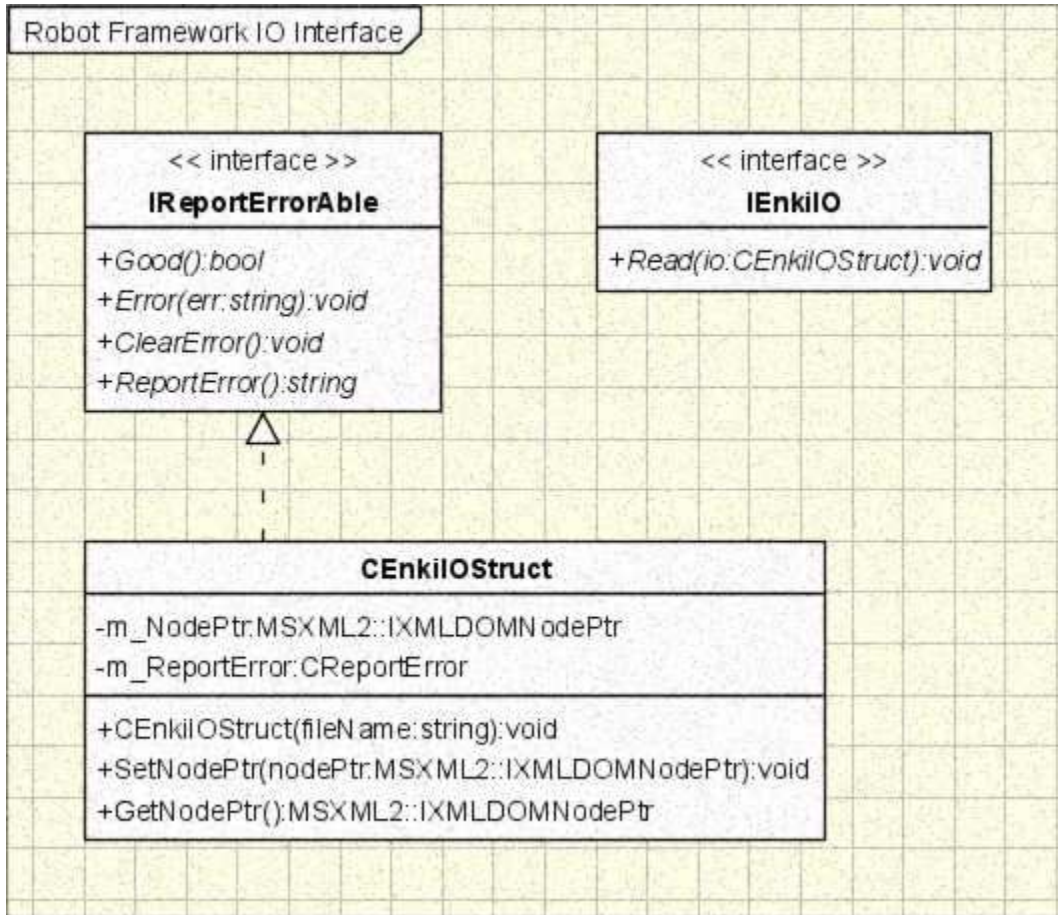 Robot Framework IO Interface
<< interface >>
IReportErrorAble
+Good():bool
+Error(err:string):void
+ClearError():void
+ReportError():string
<< interface >>
IEnkiIO
+Read(io:CEnkiIOStruct):void
CEnkiIOStruct
-m_NodePtr:MSXML2::IXMLDOMNodePtr
-m_ReportError:CReportError
+CEnkiIOStruct(fileName:string):void
+SetNodePtr(nodePtr:MSXML2::IXMLDOMNodePtr):void
+GetNodePtr():MSXML2::IXMLDOMNodePtr